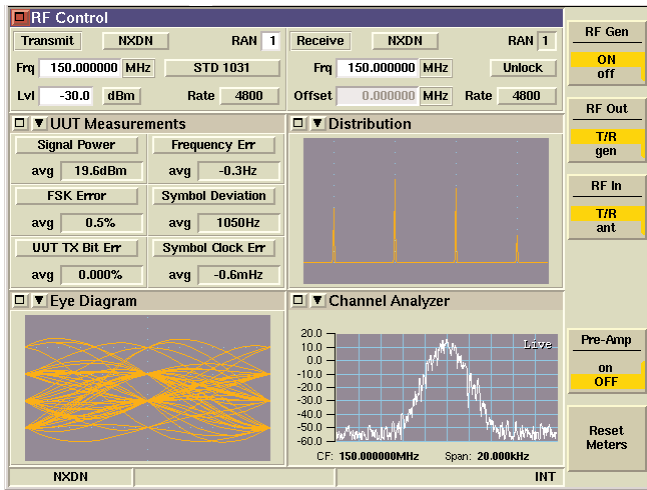 RF Control
Transmit NXDN RAN 1 Receive NXDN RAN 1
Frq 150.000000 MHz STD 1031 Frq 150.000000 MHz Unlock
Lvl -30.0 dBm Rate 4800 Offset 0.000000 MHz Rate 4800
UUT Measurements
Signal Power Frequency Err
avg 19.6dBm avg -0.3Hz
FSK Error Symbol Deviation
avg 0.5% avg 1050Hz
UUT TX Bit Err Symbol Clock Err
avg 0.000% avg -0.6mHz
Distribution
Eye Diagram
Channel Analyzer
20.0
10.0
0.0
-10.0
-20.0
-30.0
-40.0
-50.0
-60.0
Live
CF: 150.000000MHz Span: 20.000kHz
NXDN INT
RF Gen
ON
off
RF Out
T/R
gen
RF In
T/R
ant
Pre-Amp
on
OFF
Reset
Meters